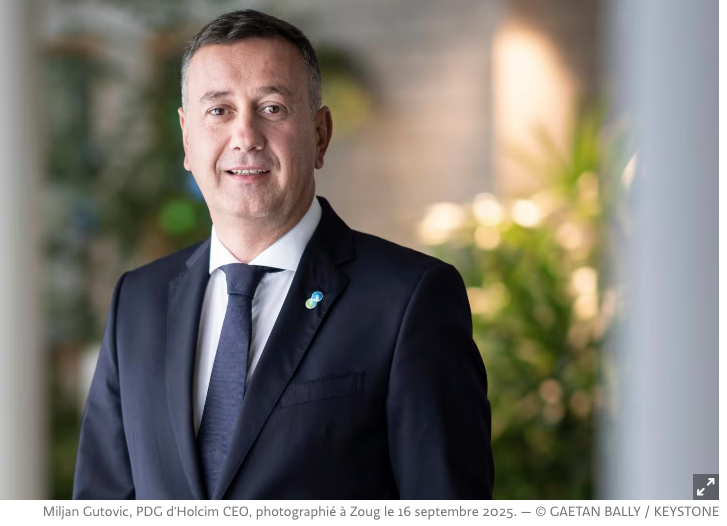 Miljan Gutovic, PDG d'Holcim CEO, photographié à Zoug le 16 septembre 2025. — © GAETAN BALLY / KEYSTONE